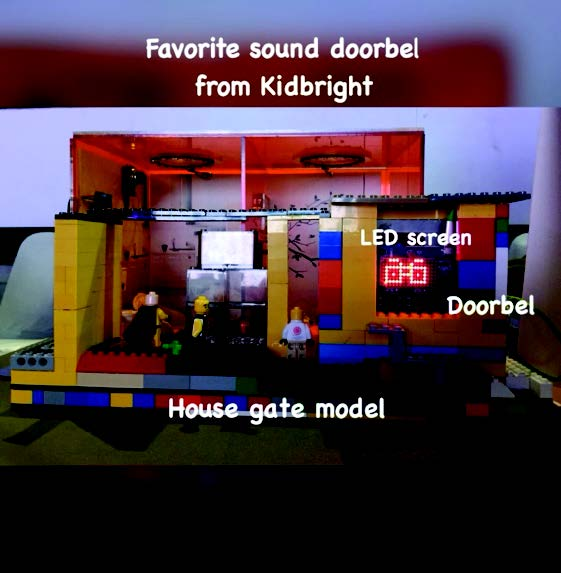 Favorite sound doorbel
from Kidbright
LED screen
Doorbel
House gate model